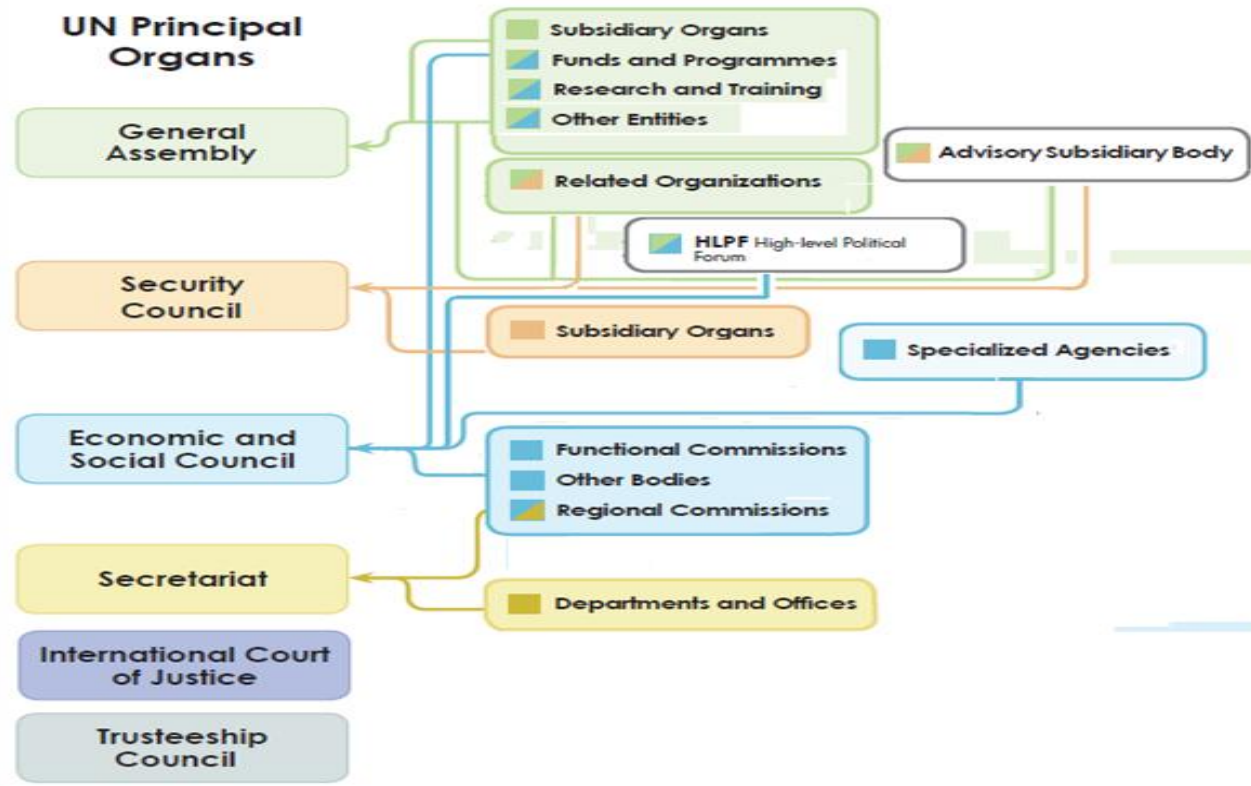 UN Principal
Organs
General
Assembly
Security
Council
Economic and
Social Council
Secretariat
International Court
of Justice
Trusteeship
Council
Subsidiary Organs
Funds and Programmes
Research and Training
Other Entities
Related Organizations
Advisory Subsidiary Body
HLPF High-level Political
Forum
Subsidiary Organs
Specialized Agencies
Functional Commissions
Other Bodies
Regional Commissions
Departments and Offices